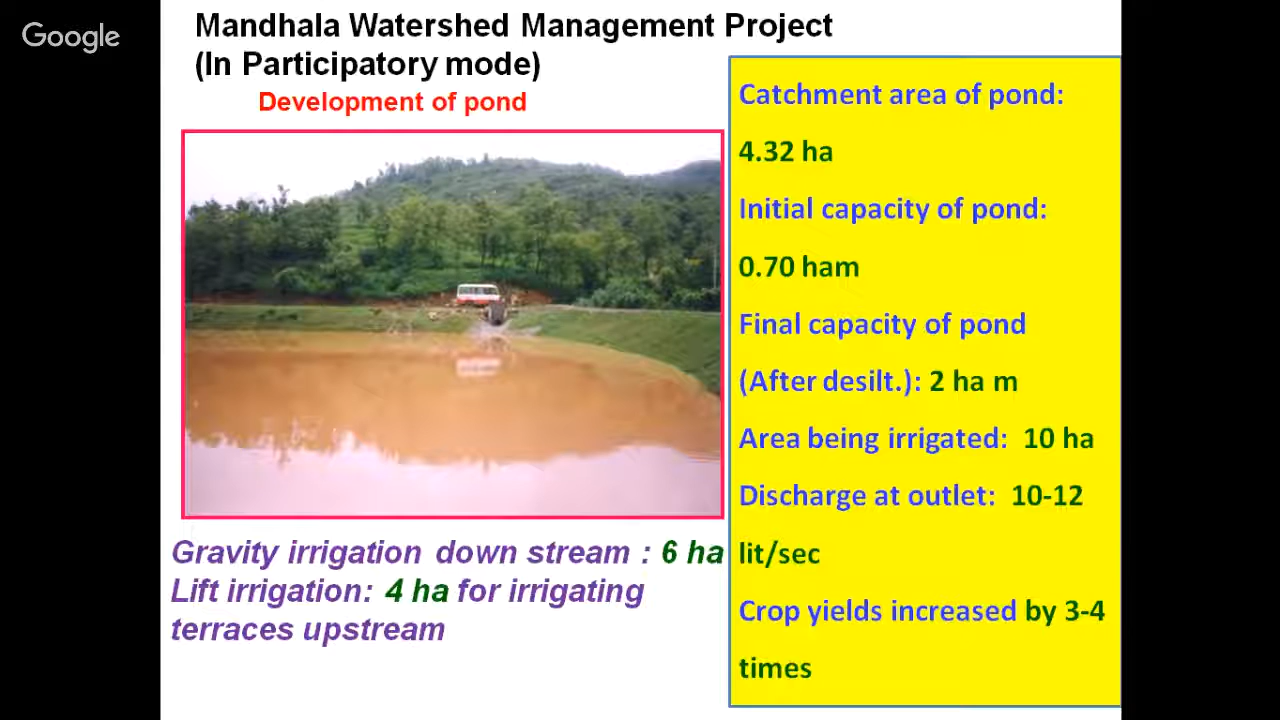 Google
Mandhala Watershed Management Project
(In Participatory mode)
Development of pond
Catchment area of pond:
4.32 ha
Initial capacity of pond:
0.70 ham
Final capacity of pond
(After desilt.): 2 ha m
Area being irrigated: 10 ha
Discharge at outlet: 10-12
lit/sec
Crop yields increased by 3-4
times
Gravity irrigation down stream : 6 ha
Lift irrigation: 4 ha for irrigating
terraces upstream